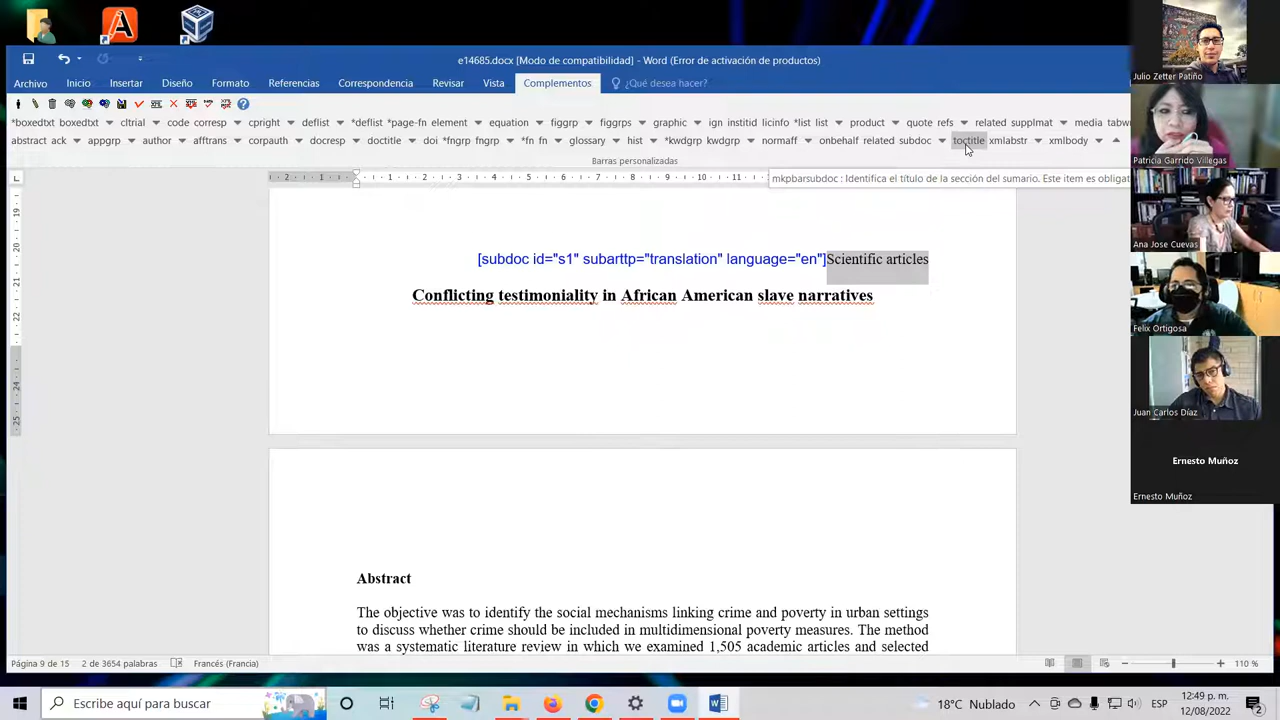 e14685.docx [Modo de compatibilidad] - Word (Error de activación de productos)
Archivo Inicio Insertar Diseño Formato Referencias Correspondencia Revisar Vista Complementos ¿Qué desea hacer?
*boxedtxt boxedtxt cltrial code corresp cpright deflist *deflist *page-fn element equation figgrp figgrps graphic ign institid licinfo *list list product quote refs related supplmat media tabw
abstract ack appgrp author afftrans confgrp docresp doctitle doi *fngrp fngrp *fn fn glossary hist *kwdgrp kwdgrp normaff onbehalf related subdoc toctitle xmlabstr xmlbody
Barras personalizadas
mkpbarsubdoc : Identifica el título de la sección del sumario. Este item es obligat
[subdoc id="s1" subarttp="translation" language="en"]Scientific articles
Conflicting testimoniality in African American slave narratives
Abstract
The objective was to identify the social mechanisms linking crime and poverty in urban settings
to discuss whether crime should be included in multidimensional poverty measures. The method
was a systematic literature review in which we examined 1,505 academic articles and selected
Página 9 de 15 2 de 3654 palabras Francés (Francia) 110 %
Escribe aquí para buscar
18°C Nublado ESP 12:49 p. m.
12/08/2022
2
Julio Zetter Patiño
Patricia Garrido Villegas
Ana Jose Cuevas
Felix Ortigosa
Juan Carlos Díaz
Ernesto Muñoz
Ernesto Muñoz